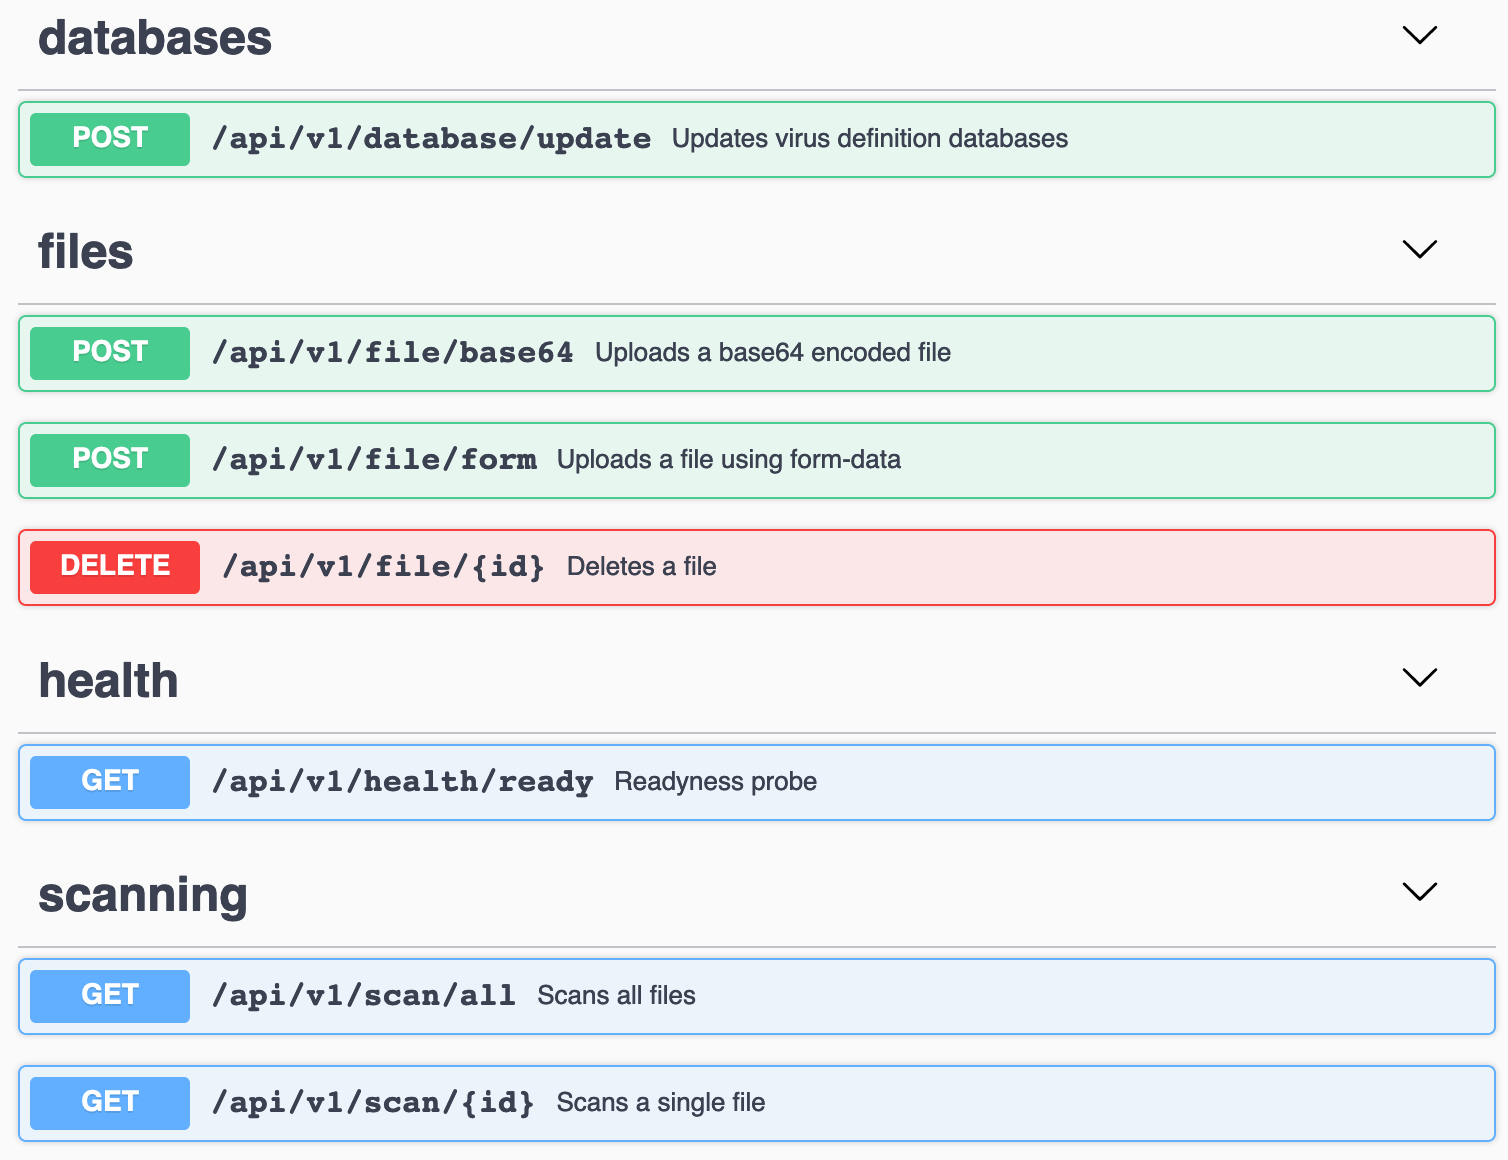 databases
POST /api/v1/database/update Updates virus definition databases
files
POST /api/v1/file/base64 Uploads a base64 encoded file
POST /api/v1/file/form Uploads a file using form-data
DELETE /api/v1/file/{id} Deletes a file
health
GET /api/v1/health/ready Readyness probe
scanning
GET /api/v1/scan/all Scans all files
GET /api/v1/scan/{id} Scans a single file